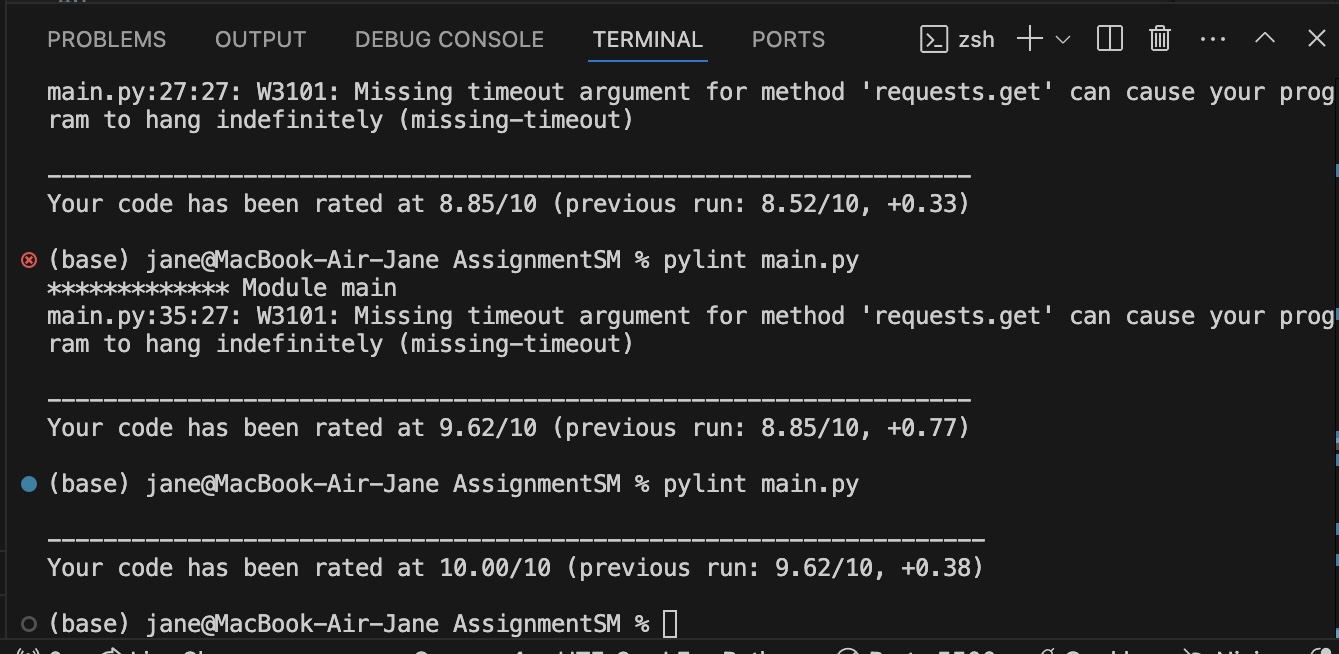 PROBLEMS OUTPUT DEBUG CONSOLE TERMINAL PORTS zsh
main.py:27:27: W3101: Missing timeout argument for method 'requests.get' can cause your prog
ram to hang indefinitely (missing-timeout)
------------------------------------------------------------------
Your code has been rated at 8.85/10 (previous run: 8.52/10, +0.33)
(base) jane@MacBook-Air-Jane AssignmentSM % pylint main.py
************* Module main
main.py:35:27: W3101: Missing timeout argument for method 'requests.get' can cause your prog
ram to hang indefinitely (missing-timeout)
------------------------------------------------------------------
Your code has been rated at 9.62/10 (previous run: 8.85/10, +0.77)
(base) jane@MacBook-Air-Jane AssignmentSM % pylint main.py
-------------------------------------------------------------------
Your code has been rated at 10.00/10 (previous run: 9.62/10, +0.38)
(base) jane@MacBook-Air-Jane AssignmentSM %